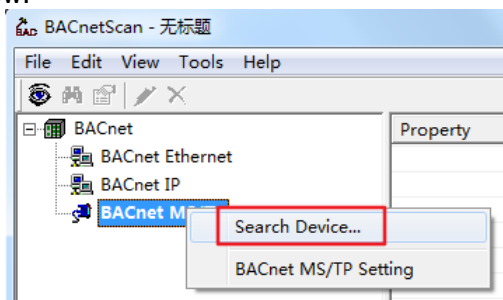 BACnetScan - 无标题
File Edit View Tools Help
BACnet
Property
BACnet Ethernet
BACnet IP
BACnet
Search Device...
BACnet MS/TP Setting